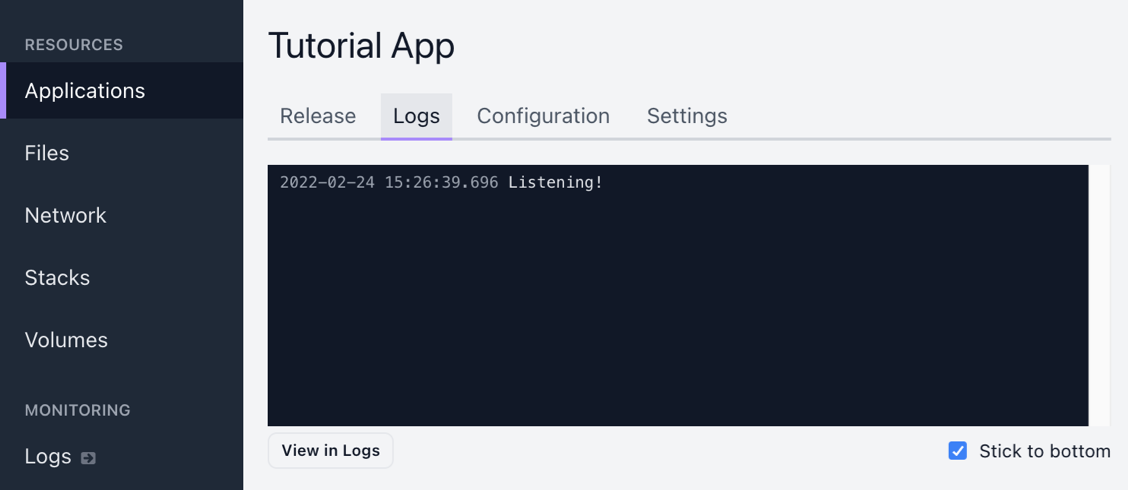 RESOURCES
Applications
Files
Network
Stacks
Volumes
MONITORING
Logs
Tutorial App
Release Logs Configuration Settings
2022-02-24 15:26:39.696 Listening!
View in Logs
Stick to bottom